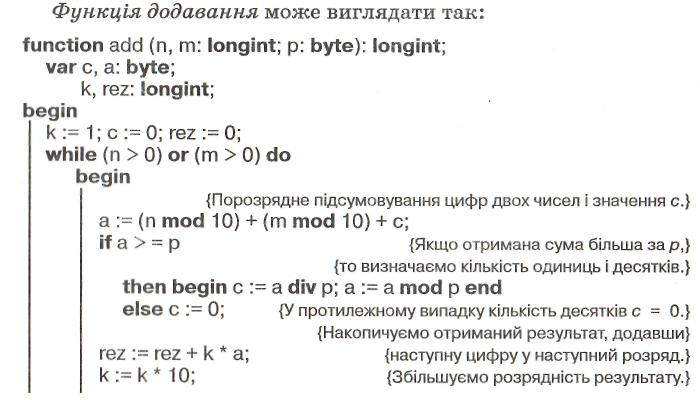 Функція додавання може виглядати так:
function add (n, m: longint; p: byte): longint;
var c, a: byte;
k, rez: longint;
begin
k := 1; c := 0; rez := 0;
while (n > 0) or (m > 0) do
begin
{Порозрядне підсумовування цифр двох чисел і значення c.}
a := (n mod 10) + (m mod 10) + c;
if a > = p {Якщо отримана сума більша за p,}
{то визначаємо кількість одиниць і десятків.}
then begin c := a div p; a := a mod p end
else c := 0; {У протилежному випадку кількість десятків c = 0.}
{Накопичуємо отриманий результат, додавши}
rez := rez + k * a; {наступну цифру у наступний розряд.}
k := k * 10; {Збільшуємо розрядність результату.}